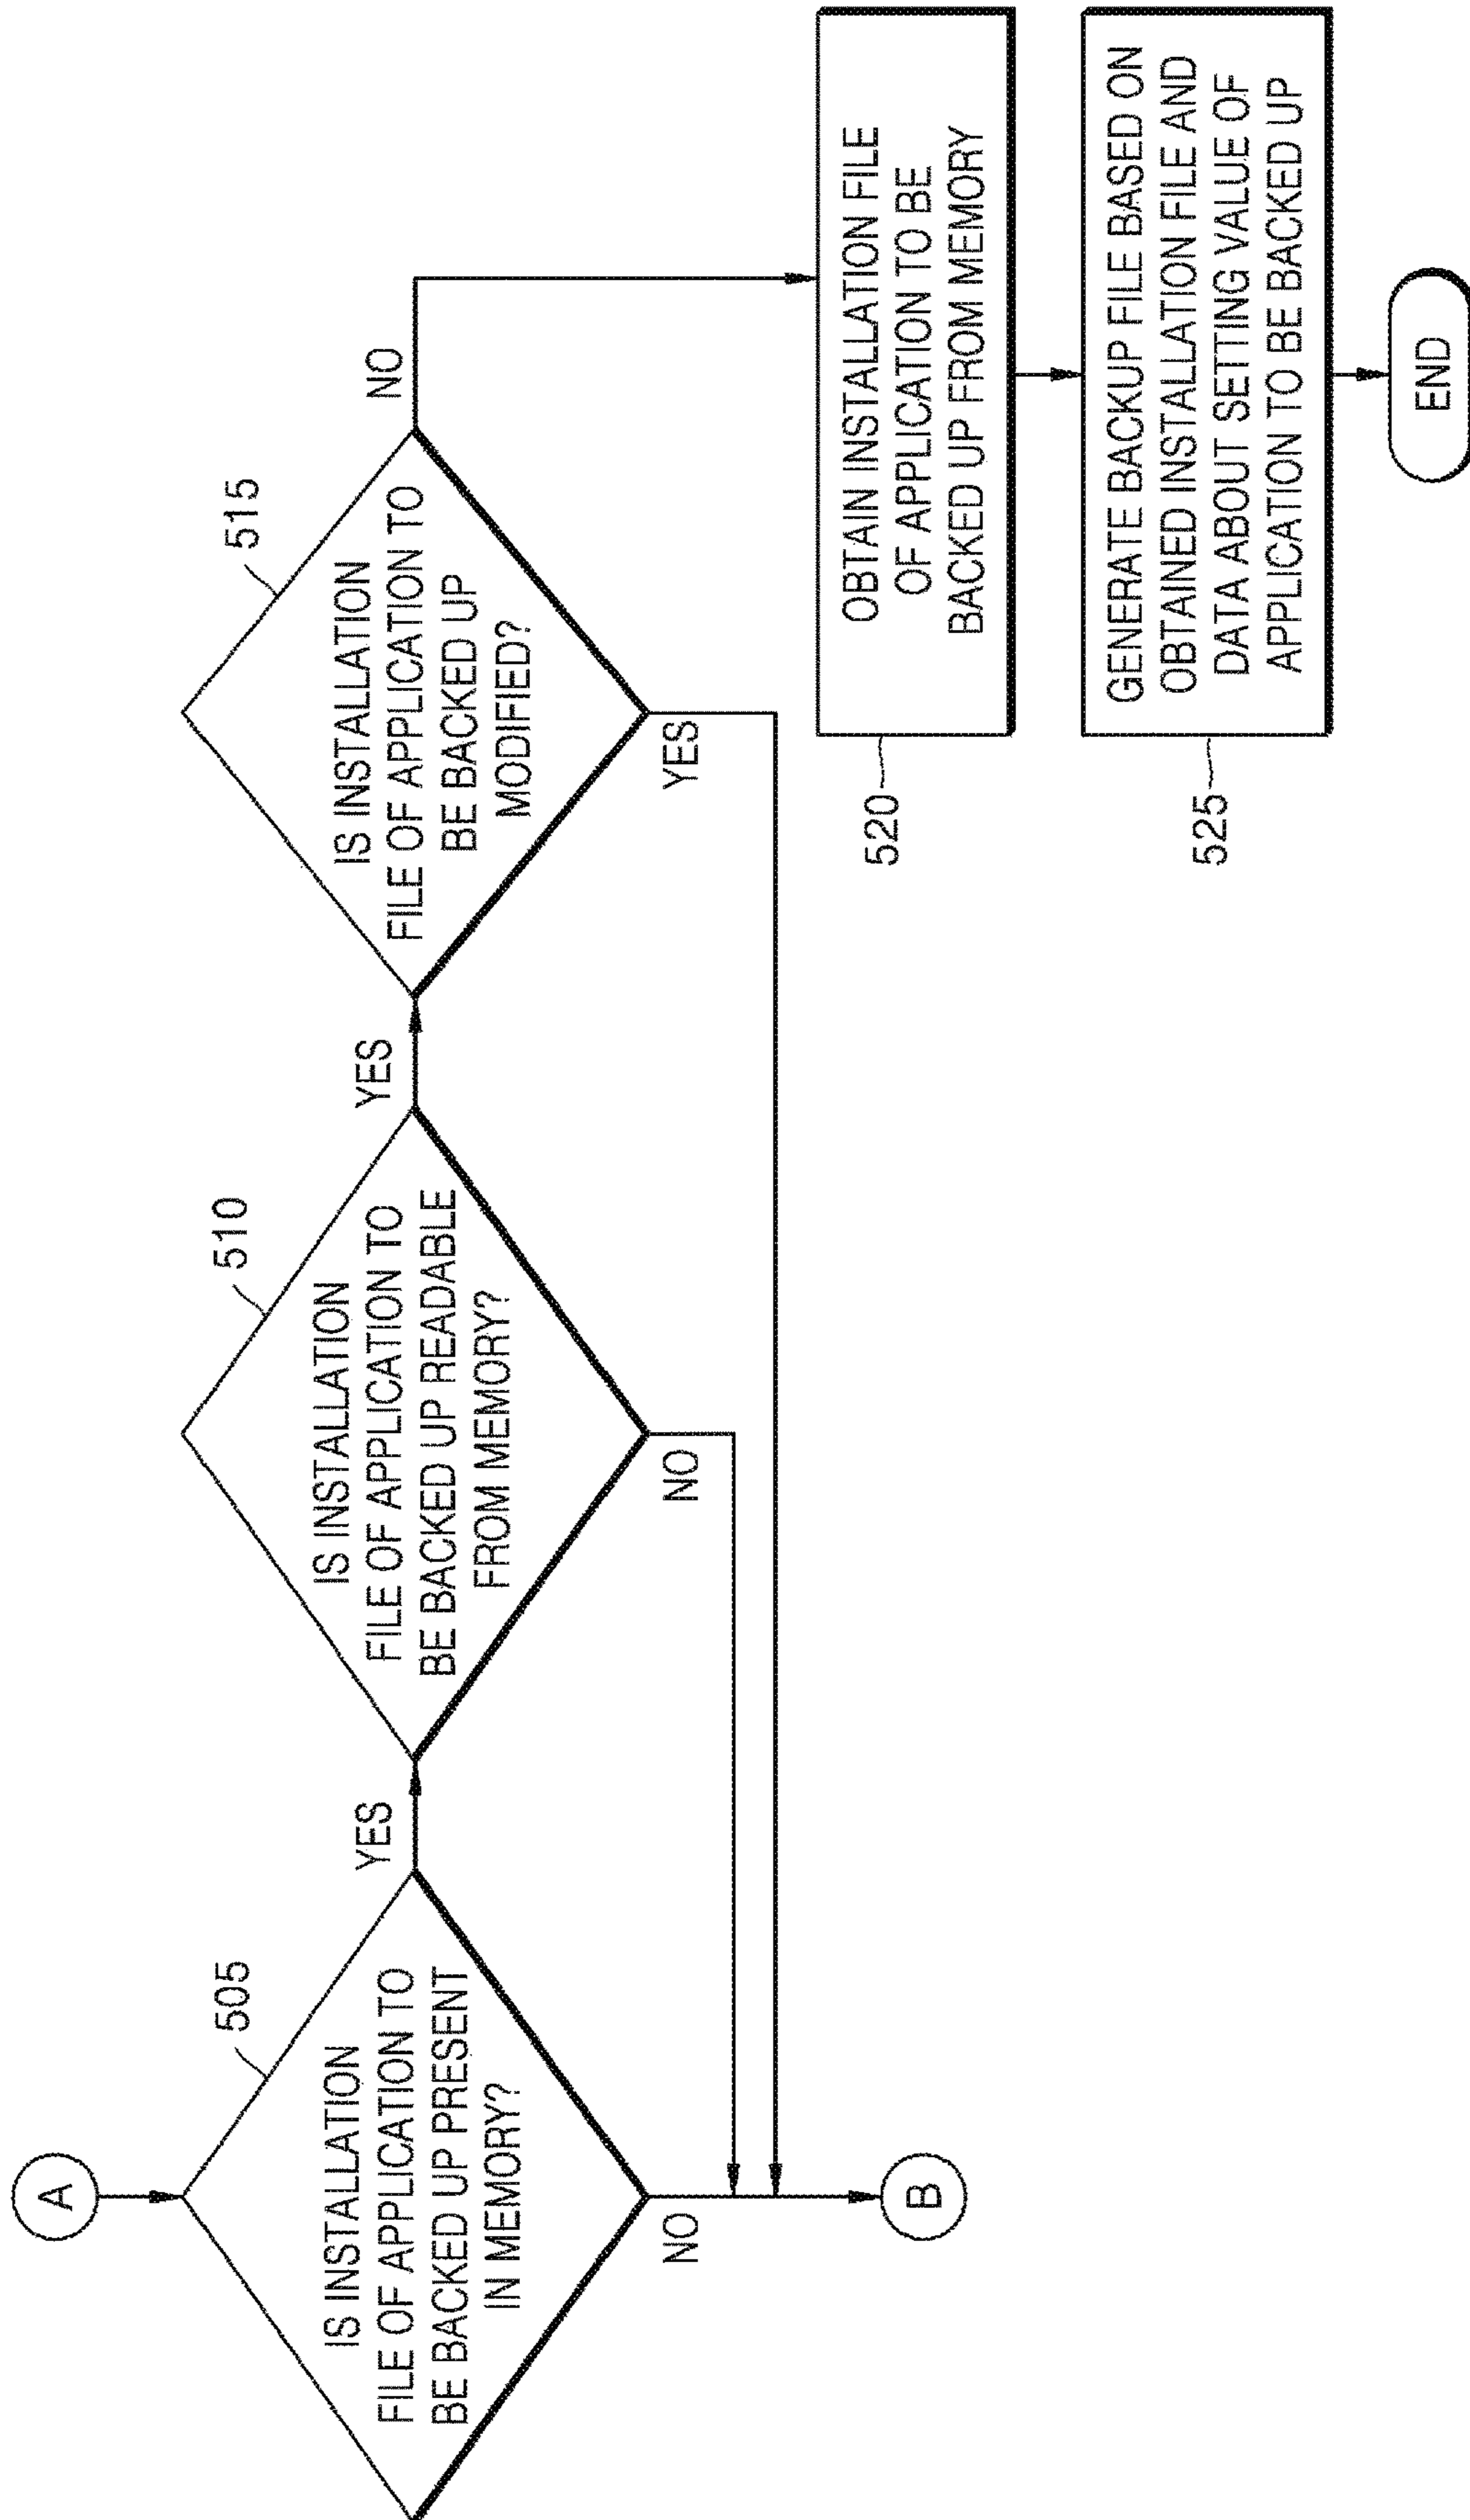 A
505
IS INSTALLATION
FILE OF APPLICATION TO
BE BACKED UP PRESENT
IN MEMORY?
YES
NO
510
IS INSTALLATION
FILE OF APPLICATION TO
BE BACKED UP READABLE
FROM MEMORY?
YES
NO
515
IS INSTALLATION
FILE OF APPLICATION TO
BE BACKED UP
MODIFIED?
NO
YES
B
520
OBTAIN INSTALLATION FILE
OF APPLICATION TO BE
BACKED UP FROM MEMORY
525
GENERATE BACKUP FILE BASED ON
OBTAINED INSTALLATION FILE AND
DATA ABOUT SETTING VALUE OF
APPLICATION TO BE BACKED UP
END